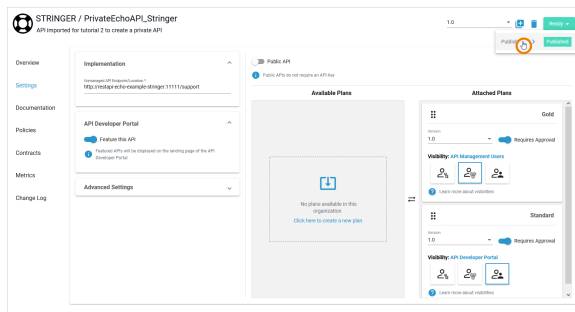 STRINGER / PrivateEchoAPI_Stringer
API imported for tutorial 2 to create a private API
1.0
Ready
Publish
Published
Overview
Settings
Documentation
Policies
Contracts
Metrics
Change Log
Implementation
Unmanaged API Endpoint/Location *
http://restapi-echo-example-stringer:11111/support
API Developer Portal
Feature this API
Featured APIs will be displayed on the landing page of the API
Developer Portal
Advanced Settings
Public API
Public APIs do not require an API Key
Available Plans
No plans available in this
organization
Click here to create a new plan
Attached Plans
Gold
Version
1.0
Requires Approval
Visibility: API Management Users
Learn more about visibilities
Standard
Version
1.0
Requires Approval
Visibility: API Developer Portal
Learn more about visibilities